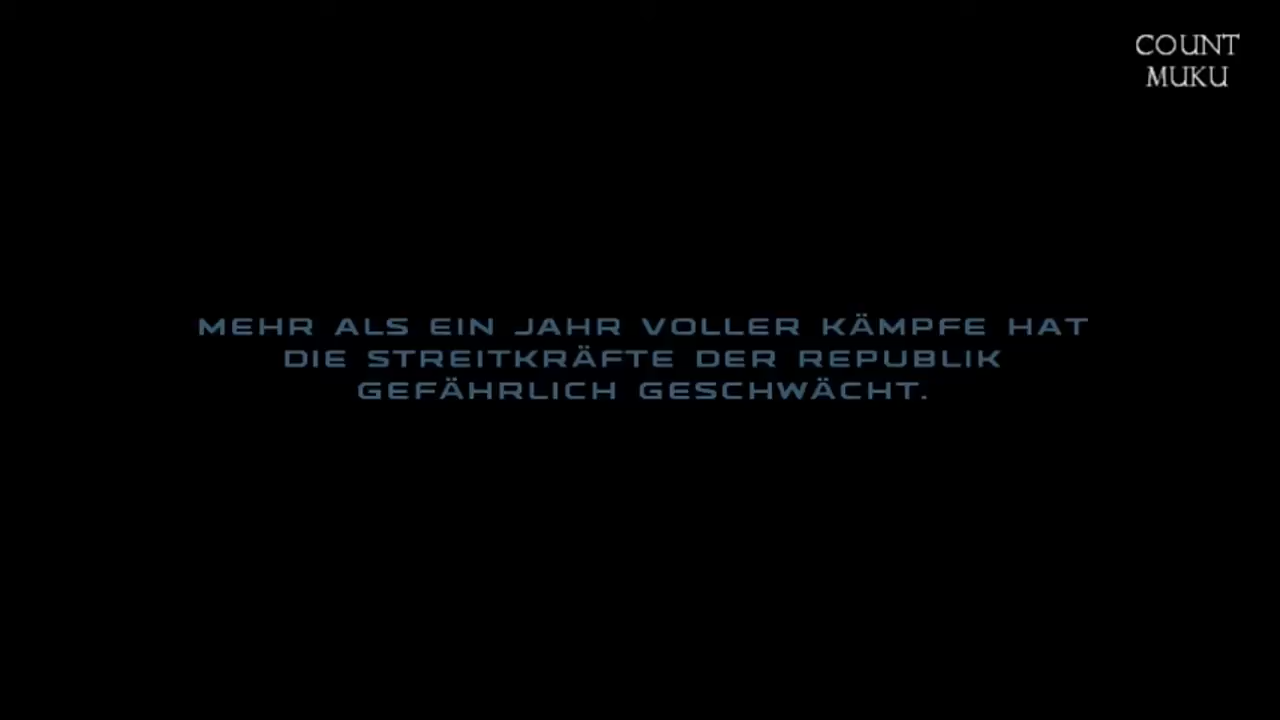 COUNT
MUKU
MEHR ALS EIN JAHR VOLLER KÄMPFE HAT
DIE STREITKRÄFTE DER REPUBLIK
GEFÄHRLICH GESCHWÄCHT.